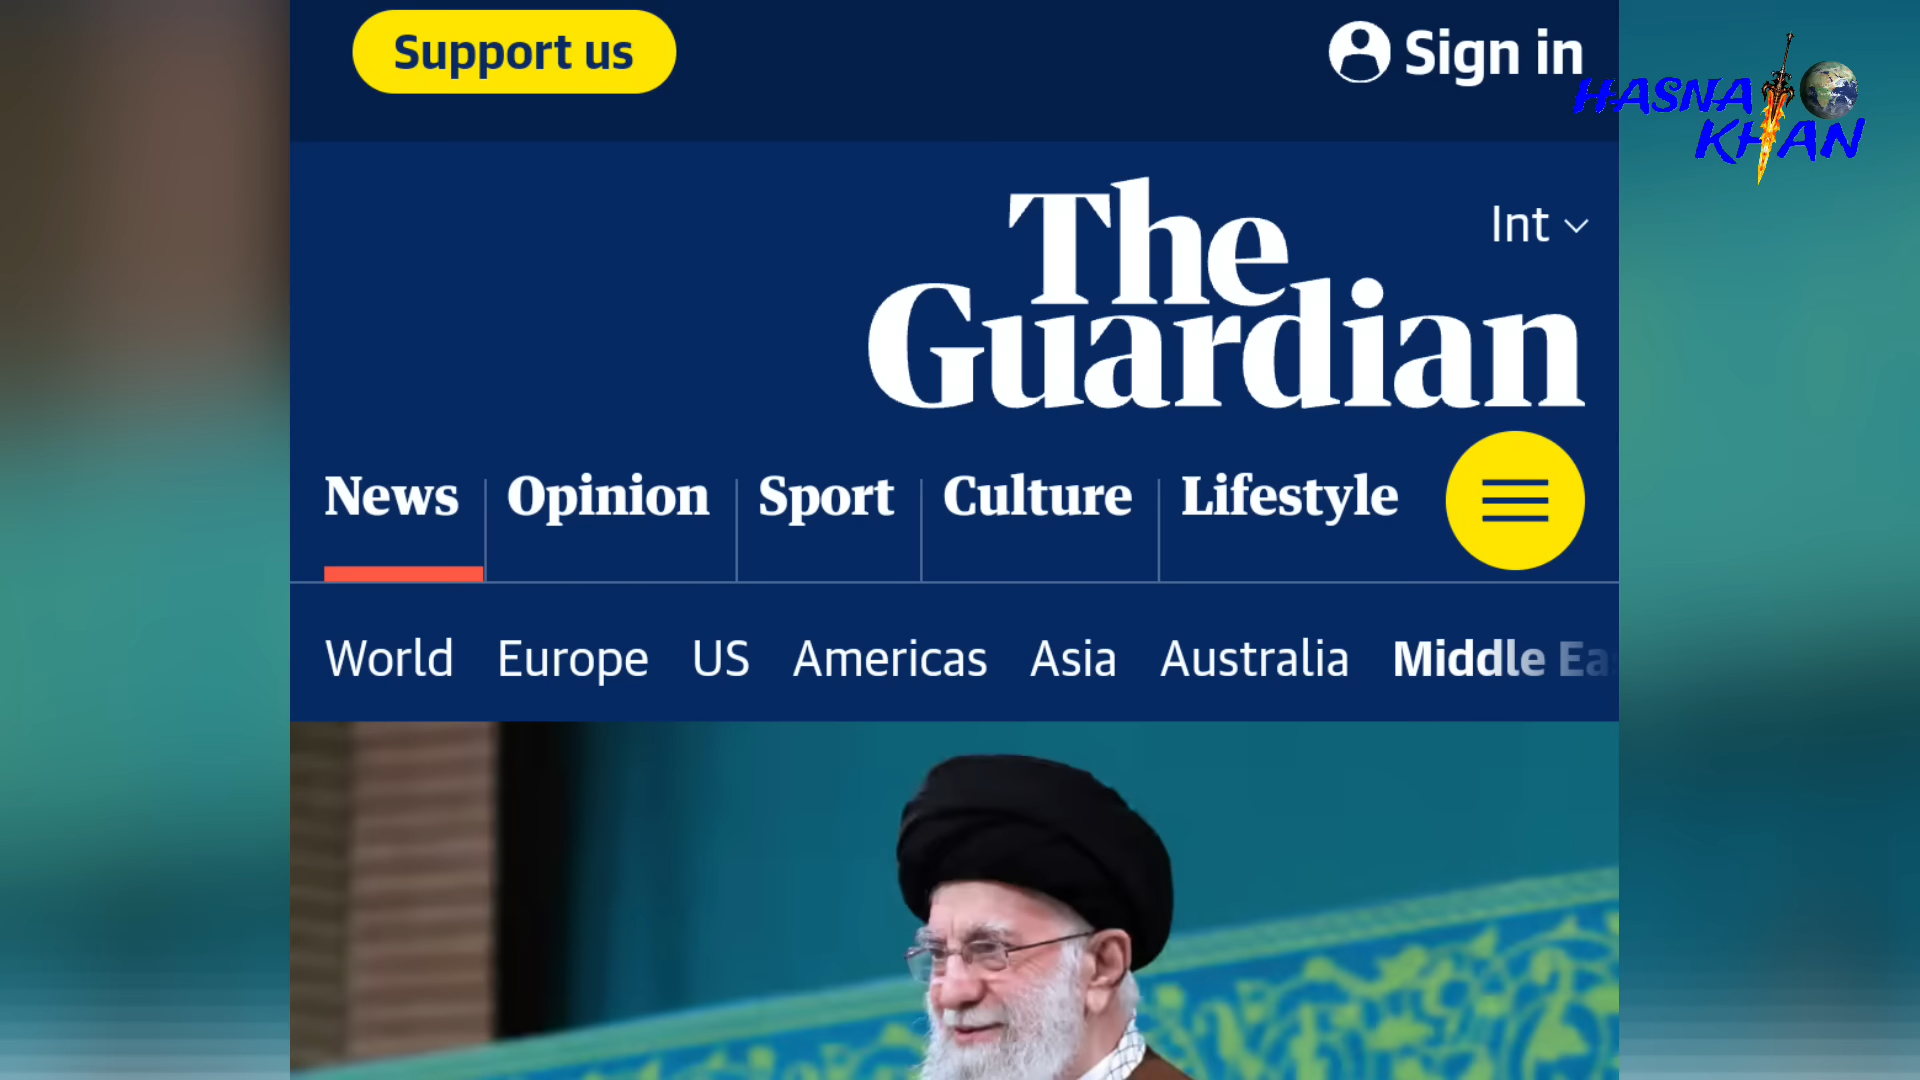 Support us
Sign in
HASNA
KHAN
Int
The
Guardian
News
Opinion
Sport
Culture
Lifestyle
World
Europe
US
Americas
Asia
Australia
Middle Eas